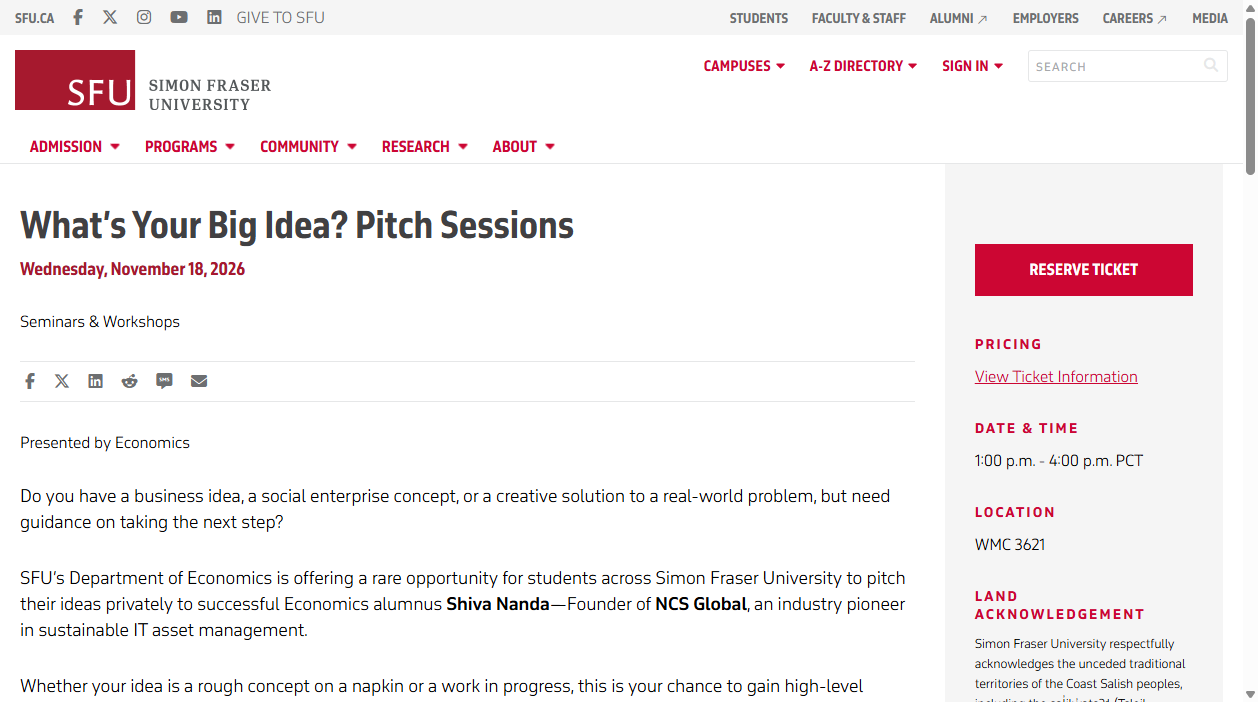 SFU.CA GIVE TO SFU STUDENTS FACULTY & STAFF ALUMNI EMPLOYERS CAREERS MEDIA
SFU SIMON FRASER
UNIVERSITY
CAMPUSES A-Z DIRECTORY SIGN IN SEARCH
ADMISSION PROGRAMS COMMUNITY RESEARCH ABOUT
What's Your Big Idea? Pitch Sessions
Wednesday, November 18, 2026
Seminars & Workshops
SMS
Presented by Economics
Do you have a business idea, a social enterprise concept, or a creative solution to a real-world problem, but need
guidance on taking the next step?
SFU's Department of Economics is offering a rare opportunity for students across Simon Fraser University to pitch
their ideas privately to successful Economics alumnus Shiva Nanda—Founder of NCS Global, an industry pioneer
in sustainable IT asset management.
Whether your idea is a rough concept on a napkin or a work in progress, this is your chance to gain high-level
RESERVE TICKET
PRICING
View Ticket Information
DATE & TIME
1:00 p.m. - 4:00 p.m. PCT
LOCATION
WMC 3621
LAND
ACKNOWLEDGEMENT
Simon Fraser University respectfully
acknowledges the unceded traditional
territories of the Coast Salish peoples,
including the